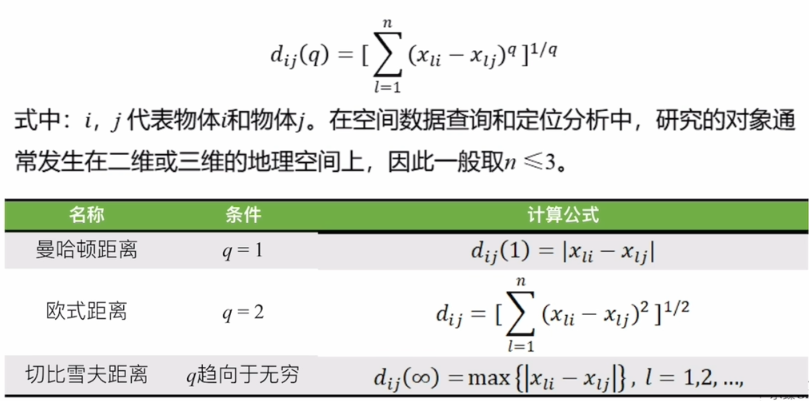 d_{ij}(q) = [ \sum_{l=1}^{n} (x_{li} − x_{lj})^q ]^{1/q}
式中：i，j 代表物体i和物体j。在空间数据查询和定位分析中，研究的对象通
常发生在二维或三维的地理空间上，因此一般取n ≤3。
名称 条件 计算公式
曼哈顿距离 q = 1 d_{ij}(1) = |x_{li} − x_{lj}|
欧式距离 q = 2 d_{ij} = [ \sum_{l=1}^{n} (x_{li} − x_{lj})^2 ]^{1/2}
切比雪夫距离 q趋向于无穷 d_{ij}(∞) = max {|x_{li} − x_{lj}|}, l = 1,2, …,